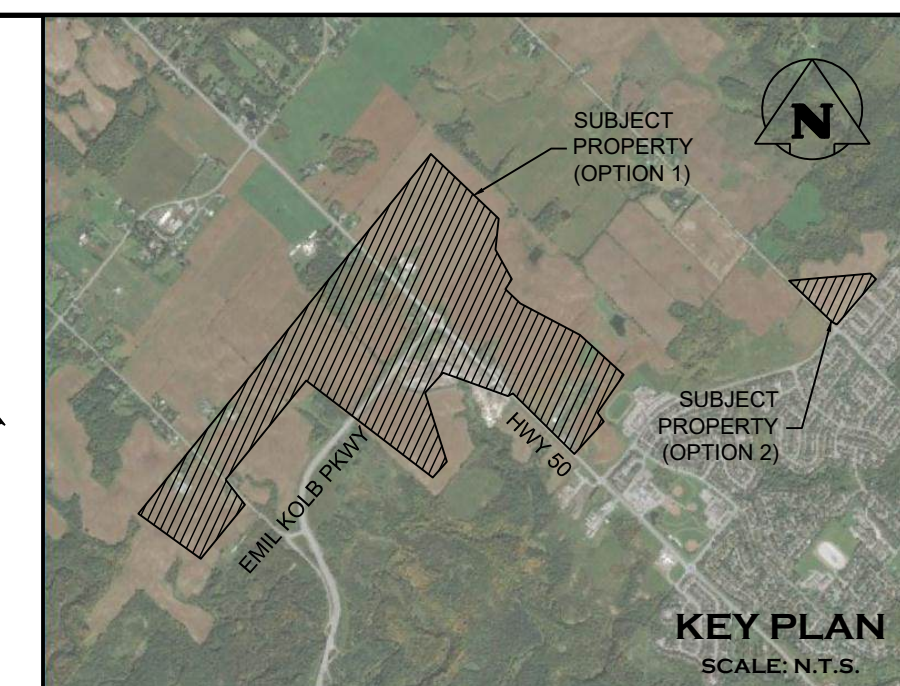 SUBJECT
PROPERTY
(OPTION 1)
N
SUBJECT
PROPERTY
(OPTION 2)
HWY 50
EMIL KOLB PKWY
KEY PLAN
SCALE: N.T.S.